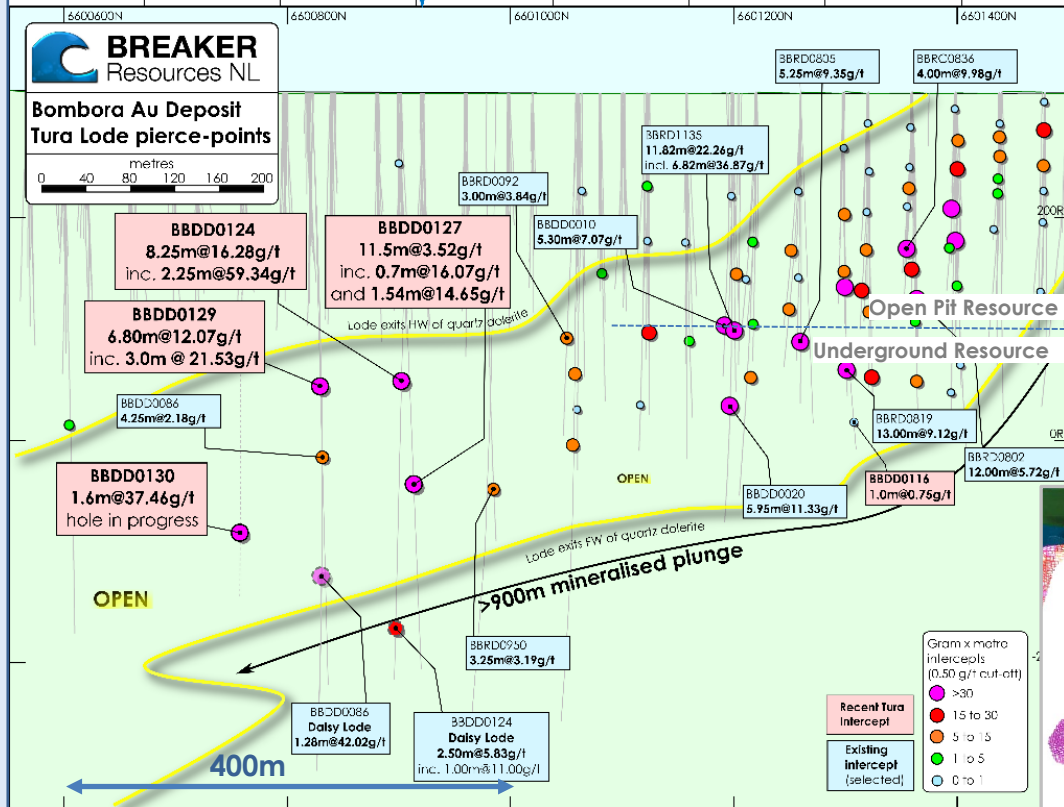 6600600N
6600800N
6601000N
6601200N
6601400N
BREAKER
Resources NL
Bombora Au Deposit
Tura Lode pierce-points
metres
0 40 80 120 160 200
BBRD0805
5.25m@9.35g/t
BBRC0836
4.00m@9.98g/t
BBRD1135
11.82m@22.26g/t
incl. 6.82m@36.87g/t
BBRD0092
3.00m@3.84g/t
BBDD0010
5.30m@7.07g/t
BBDD0124
8.25m@16.28g/t
inc. 2.25m@59.34g/t
BBDD0127
11.5m@3.52g/t
inc. 0.7m@16.07g/t
and 1.54m@14.65g/t
200R
BBDD0129
6.80m@12.07g/t
inc. 3.0m @ 21.53g/t
Lode exits HW of quartz dolerite
Open Pit Resource
Underground Resource
BBDD0086
4.25m@2.18g/t
BBRD0819
13.00m@9.12g/t
0R
BBRD0802
12.00m@5.72g/t
BBDD0130
1.6m@37.46g/t
hole in progress
OPEN
BBDD0116
1.0m@0.75g/t
BBDD0020
5.95m@11.33g/t
Lode exits FW of quartz dolerite
>900m mineralised plunge
OPEN
BBRD0950
3.25m@3.19g/t
Gram x metre
intercepts
(0.50 g/t cut-off)
>30
15 to 30
5 to 15
1 to 5
0 to 1
Recent Tura
Intercept
Existing
intercept
(selected)
BBDD0086
Daisy Lode
1.28m@42.02g/t
BBDD0124
Daisy Lode
2.50m@5.83g/t
inc. 1.00m@11.00g/t
400m